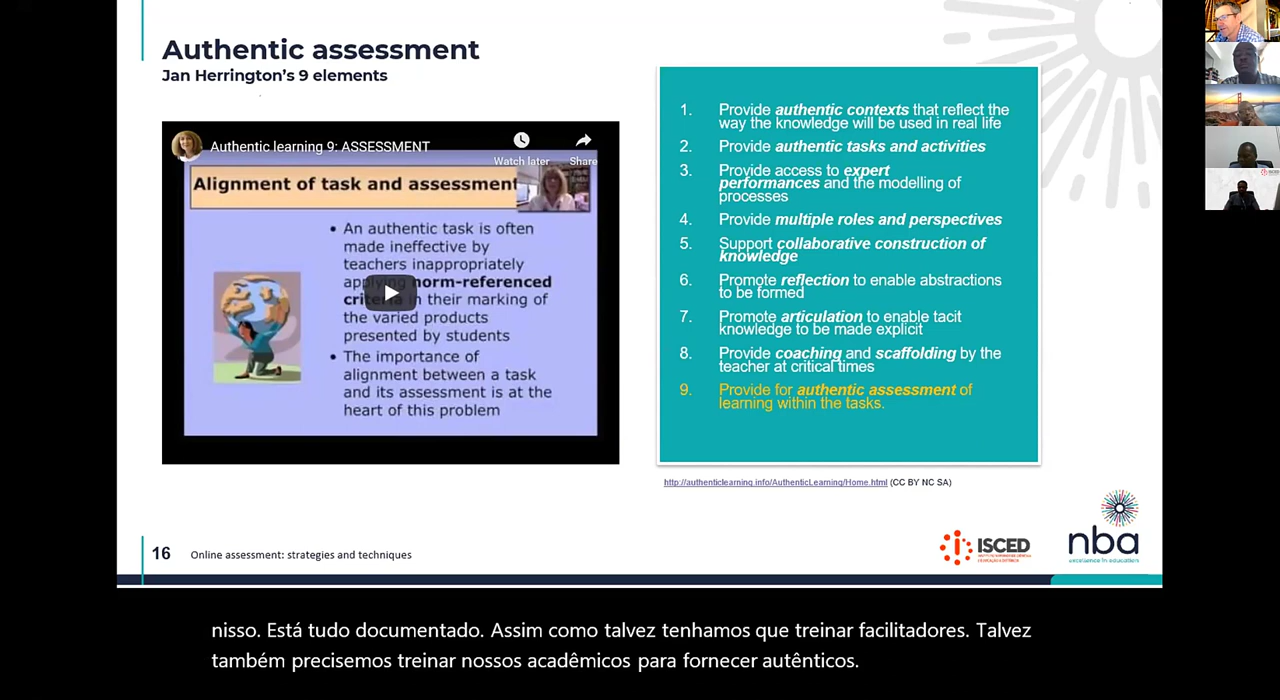 Authentic assessment
Jan Herrington's 9 elements
Authentic learning 9: ASSESSMENT
Watch later
Share
Alignment of task and assessment
• An authentic task is often
made ineffective by
teachers inappropriately
norm-referenced
in their marking of
the varied products
presented by students
• The importance of
alignment between a task
and its assessment is at the
heart of this problem
1. Provide authentic contexts that reflect the
way the knowledge will be used in real life
2. Provide authentic tasks and activities
3. Provide access to expert
performances and the modelling of
processes
4. Provide multiple roles and perspectives
5. Support collaborative construction of
knowledge
6. Promote reflection to enable abstractions
to be formed
7. Promote articulation to enable tacit
knowledge to be made explicit
8. Provide coaching and scaffolding by the
teacher at critical times
9. Provide for authentic assessment of
learning within the tasks.
http://authenticlearning.info/AuthenticLearning/Home.html (CC BY NC SA)
16 Online assessment: strategies and techniques
ISCED
nba
excellence in education
nisso. Está tudo documentado. Assim como talvez tenhamos que treinar facilitadores. Talvez
também precisemos treinar nossos acadêmicos para fornecer autênticos.